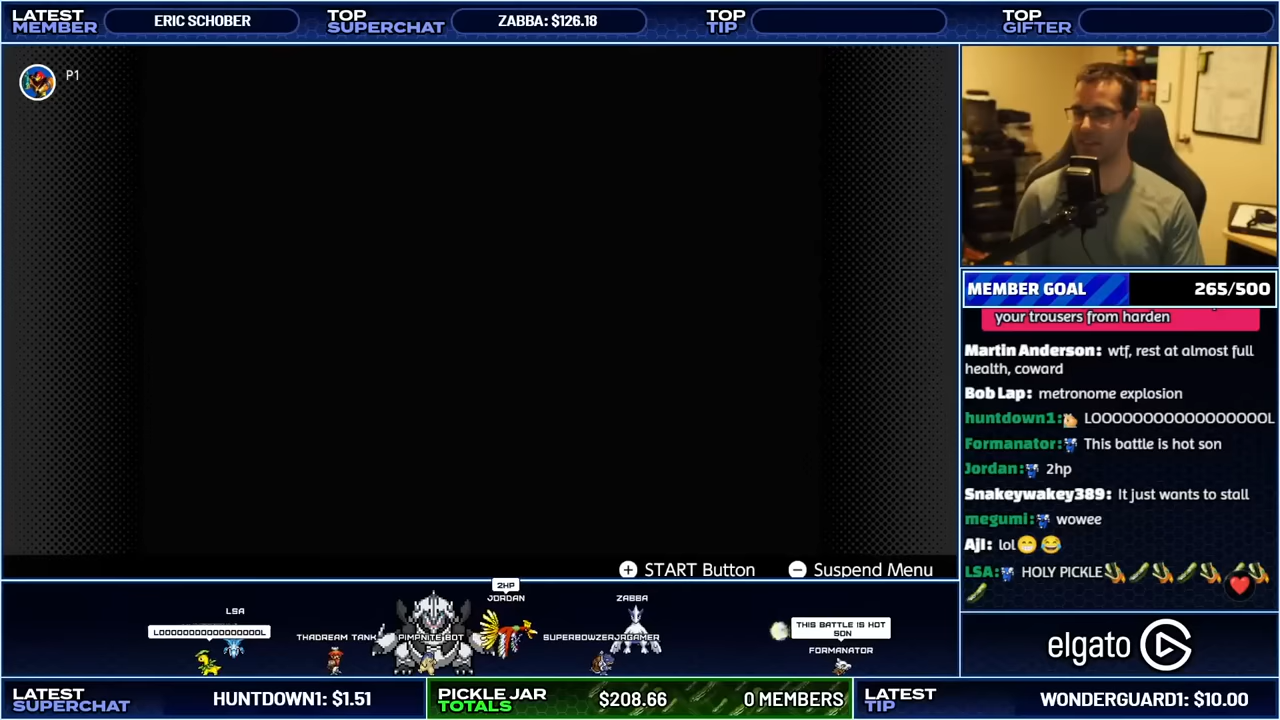 LATEST MEMBER
ERIC SCHOBER
TOP SUPERCHAT
ZABBA: $126.18
TOP TIP
TOP GIFTER
P1
START Button
Suspend Menu
MEMBER GOAL
265/500
your trousers from harden
Martin Anderson: wtf, rest at almost full
health, coward
Bob Lap: metronome explosion
huntdown1: LOOOOOOOOOOOOOOOOOL
Formanator: This battle is hot son
Jordan: 2hp
Snakeywakey389: It just wants to stall
megumi: wowee
AjI: lol😁😂
LSA: HOLY PICKLE
elgato
2HP
JORDAN
ZABBA
LSA
LOOOOOOOOOOOOOOOOOL
THADREAM TANK
PIMPNITE BOT
SUPERBOWZERJRGAMER
THIS BATTLE IS HOT
SON
FORMANATOR
LATEST SUPERCHAT
HUNTDOWN1: $1.51
PICKLE JAR TOTALS
$208.66
0 MEMBERS
LATEST TIP
WONDERGUARD1: $10.00